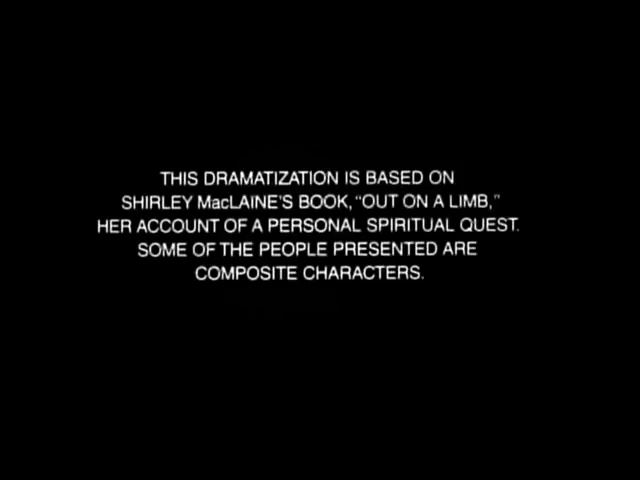 THIS DRAMATIZATION IS BASED ON
SHIRLEY MacLAINE'S BOOK, "OUT ON A LIMB,"
HER ACCOUNT OF A PERSONAL SPIRITUAL QUEST.
SOME OF THE PEOPLE PRESENTED ARE
COMPOSITE CHARACTERS.